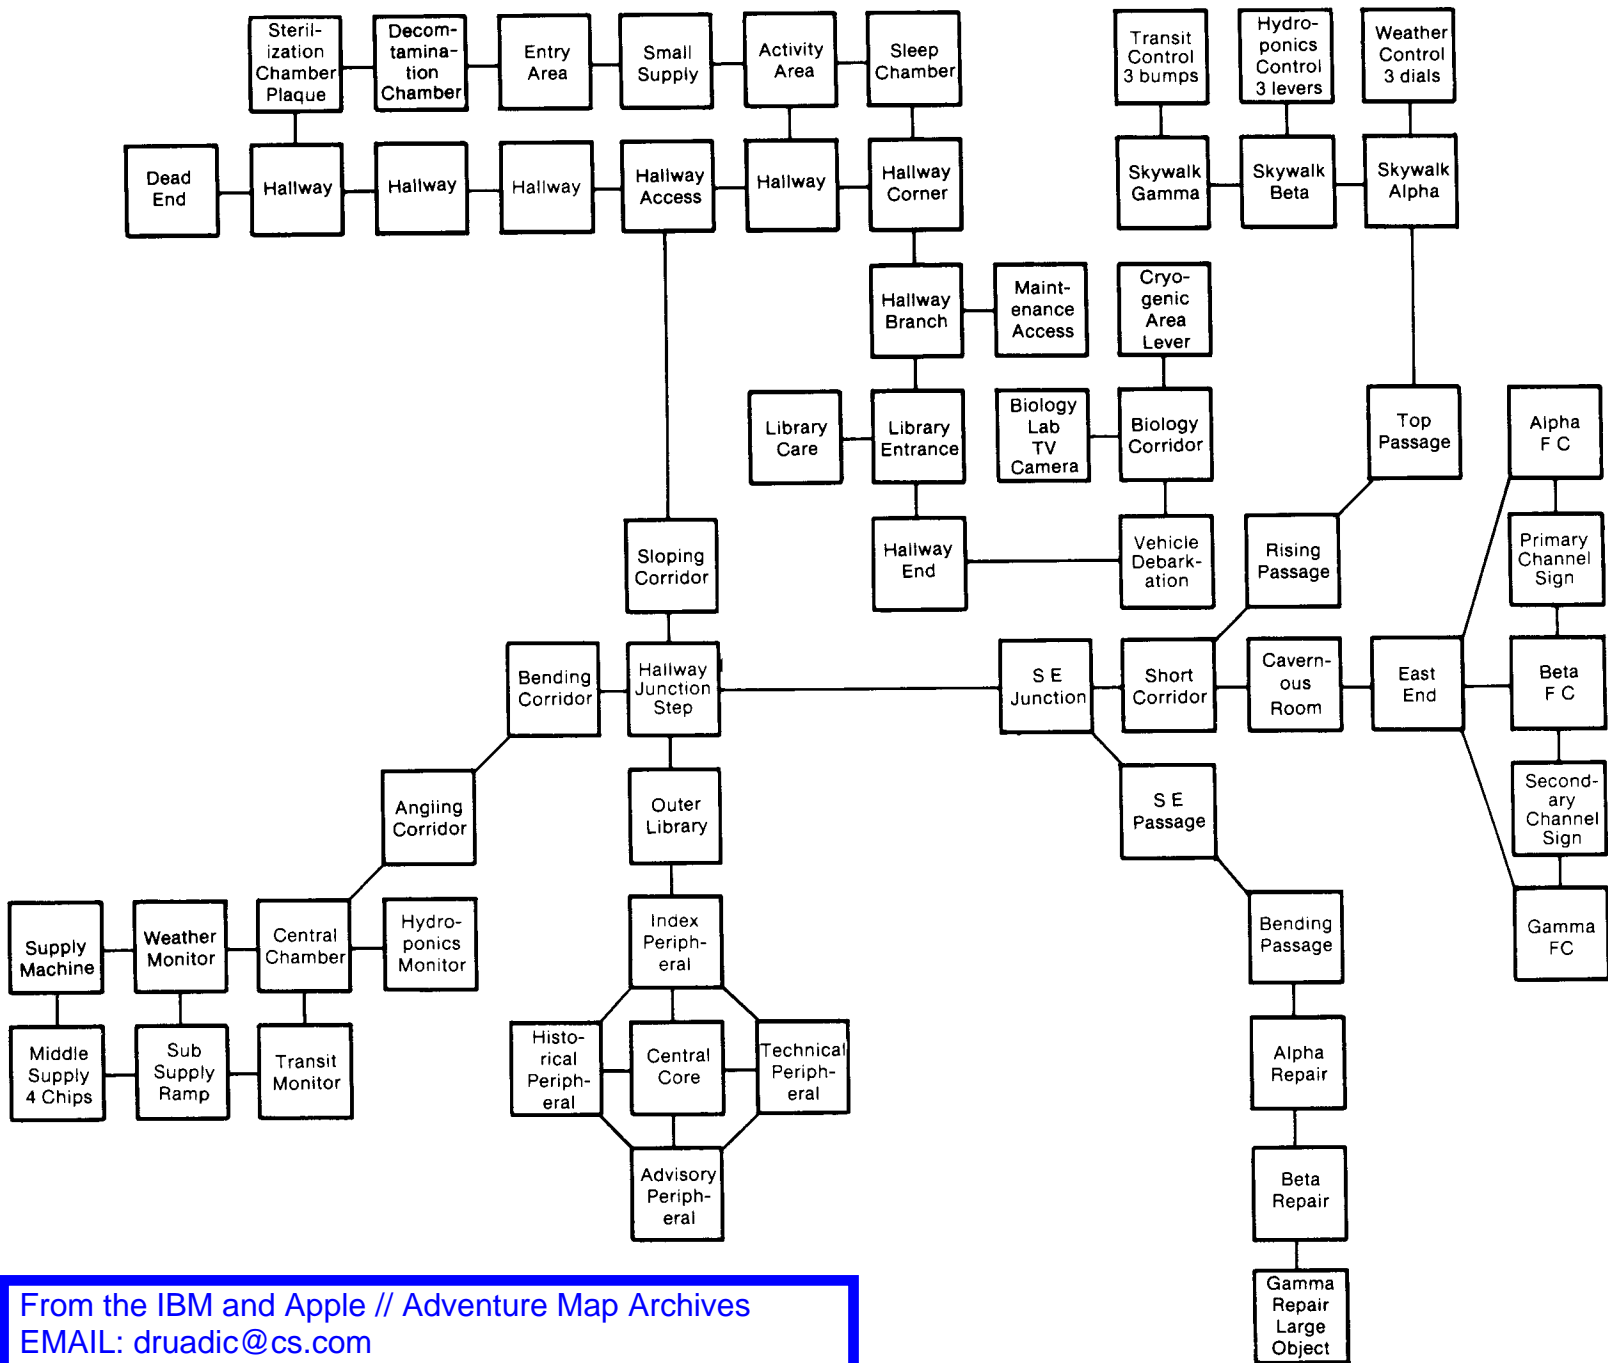 Steril-
ization
Chamber
Plaque
Decom-
tamina-
tion
Chamber
Entry
Area
Small
Supply
Activity
Area
Sleep
Chamber
Transit
Control
3 bumps
Hydro-
ponics
Control
3 levers
Weather
Control
3 dials
Dead
End
Hallway
Hallway
Hallway
Hallway
Access
Hallway
Hallway
Corner
Skywalk
Gamma
Skywalk
Beta
Skywalk
Alpha
Hallway
Branch
Maint-
enance
Access
Cryo-
genic
Area
Lever
Library
Care
Library
Entrance
Biology
Lab
TV
Camera
Biology
Corridor
Top
Passage
Alpha
F C
Sloping
Corridor
Hallway
End
Vehicle
Debark-
ation
Rising
Passage
Primary
Channel
Sign
Bending
Corridor
Hallway
Junction
Step
S E
Junction
Short
Corridor
Cavern-
ous
Room
East
End
Beta
F C
Angiing
Corridor
Outer
Library
S E
Passage
Second-
ary
Channel
Sign
Supply
Machine
Weather
Monitor
Central
Chamber
Hydro-
ponics
Monitor
Index
Periph-
eral
Bending
Passage
Gamma
FC
Middle
Supply
4 Chips
Sub
Supply
Ramp
Transit
Monitor
Histo-
rical
Periph-
eral
Central
Core
Technical
Periph-
eral
Alpha
Repair
Advisory
Periph-
eral
Beta
Repair
Gamma
Repair
Large
Object
From the IBM and Apple // Adventure Map Archives
EMAIL: druadic@cs.com